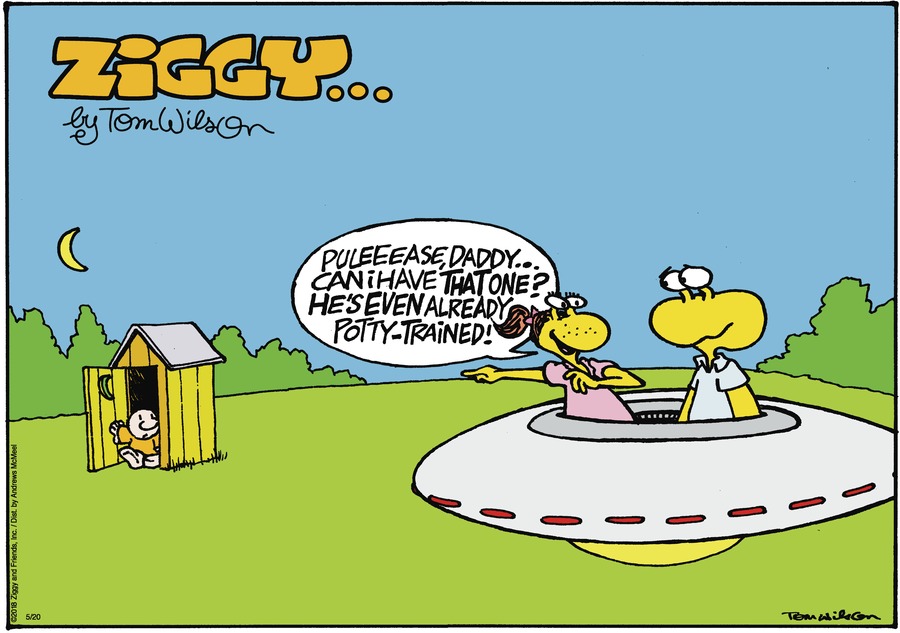 ZiGGY...
by Tom Wilson
PULEEEASE, DADDY...
CAN i HAVE THAT ONE?
HE'S EVEN ALREADY
POTTY-TRAiNED!
©2018 Ziggy and Friends, Inc. / Dist. by Andrews McMeel
5/20
Tom Wilson